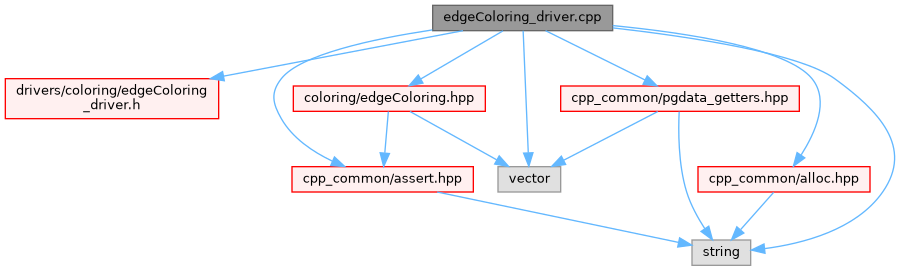 edgeColoring_driver.cpp
drivers/coloring/edgeColoring
_driver.h
coloring/edgeColoring.hpp
cpp_common/pgdata_getters.hpp
cpp_common/assert.hpp
vector
cpp_common/alloc.hpp
string